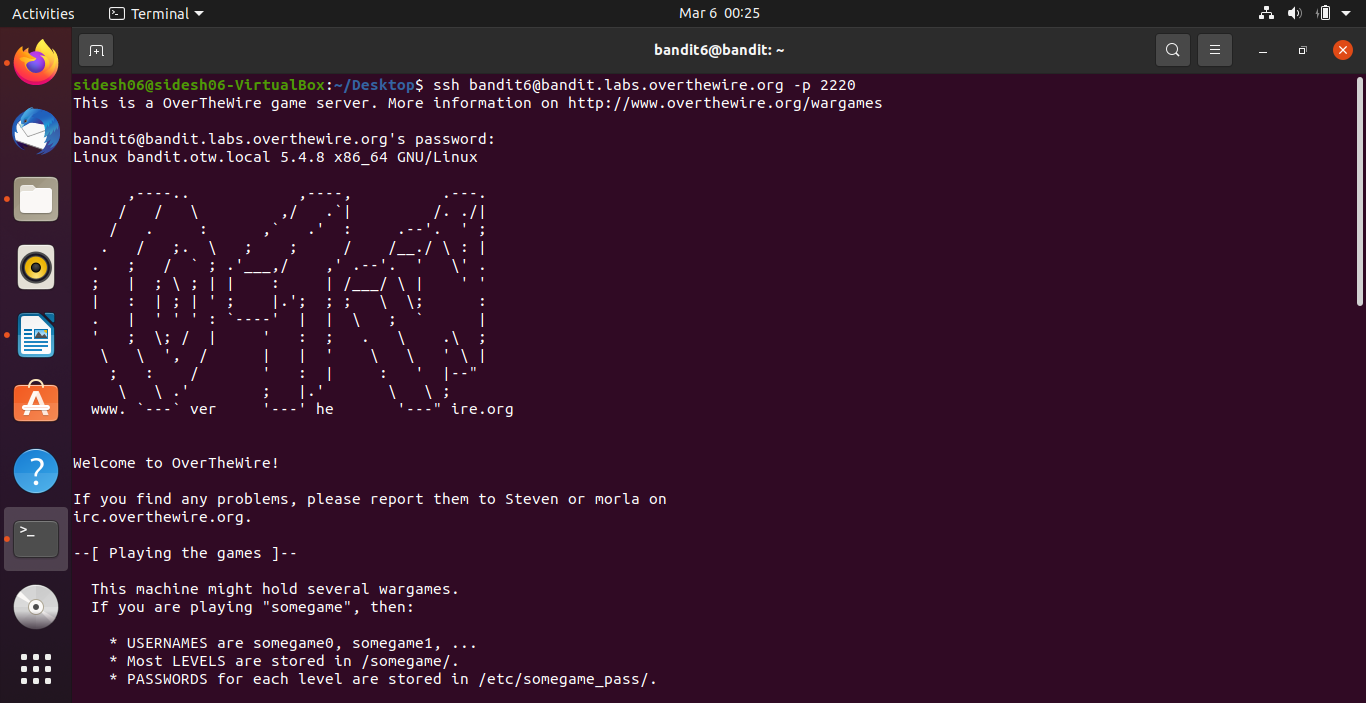 Activities Terminal Mar 6 00:25
bandit6@bandit: ~
sidesh06@sidesh06-VirtualBox:~/Desktop$ ssh bandit6@bandit.labs.overthewire.org -p 2220
This is a OverTheWire game server. More information on http://www.overthewire.org/wargames
bandit6@bandit.labs.overthewire.org's password:
Linux bandit.otw.local 5.4.8 x86_64 GNU/Linux
www. `---` ver '---' he '---" ire.org
Welcome to OverTheWire!
If you find any problems, please report them to Steven or morla on
irc.overthewire.org.
--[ Playing the games ]--
This machine might hold several wargames.
If you are playing "somegame", then:
* USERNAMES are somegame0, somegame1, ...
* Most LEVELS are stored in /somegame/.
* PASSWORDS for each level are stored in /etc/somegame_pass/.